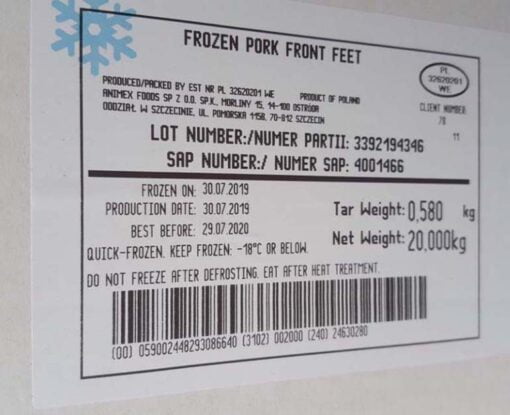 FROZEN PORK FRONT FEET
PL
32620201
WE
PRODUCED/PACKED BY EST NR PL 32620201 WE PRODUCT OF POLAND
ANIMEX FOODS SP Z O.O. SP.K., MORLINY 15, 14-100 OSTRÓDA
ODDZIAŁ W SZCZECINIE, UL. POMORSKA 115B, 70-812 SZCZECIN
CLIENT NUMBER
78
11
LOT NUMBER:/NUMER PARTII: 3392194346
SAP NUMBER:/ NUMER SAP: 4001466
FROZEN ON: 30.07.2019
PRODUCTION DATE: 30.07.2019
BEST BEFORE: 29.07.2020
Tar Weight: 0,580 kg
Net Weight: 20,000kg
QUICK-FROZEN. KEEP FROZEN: -18°C OR BELOW.
DO NOT FREEZE AFTER DEFROSTING. EAT AFTER HEAT TREATMENT.
(00) 059002448293086640 (3102) 002000 (240) 24630280